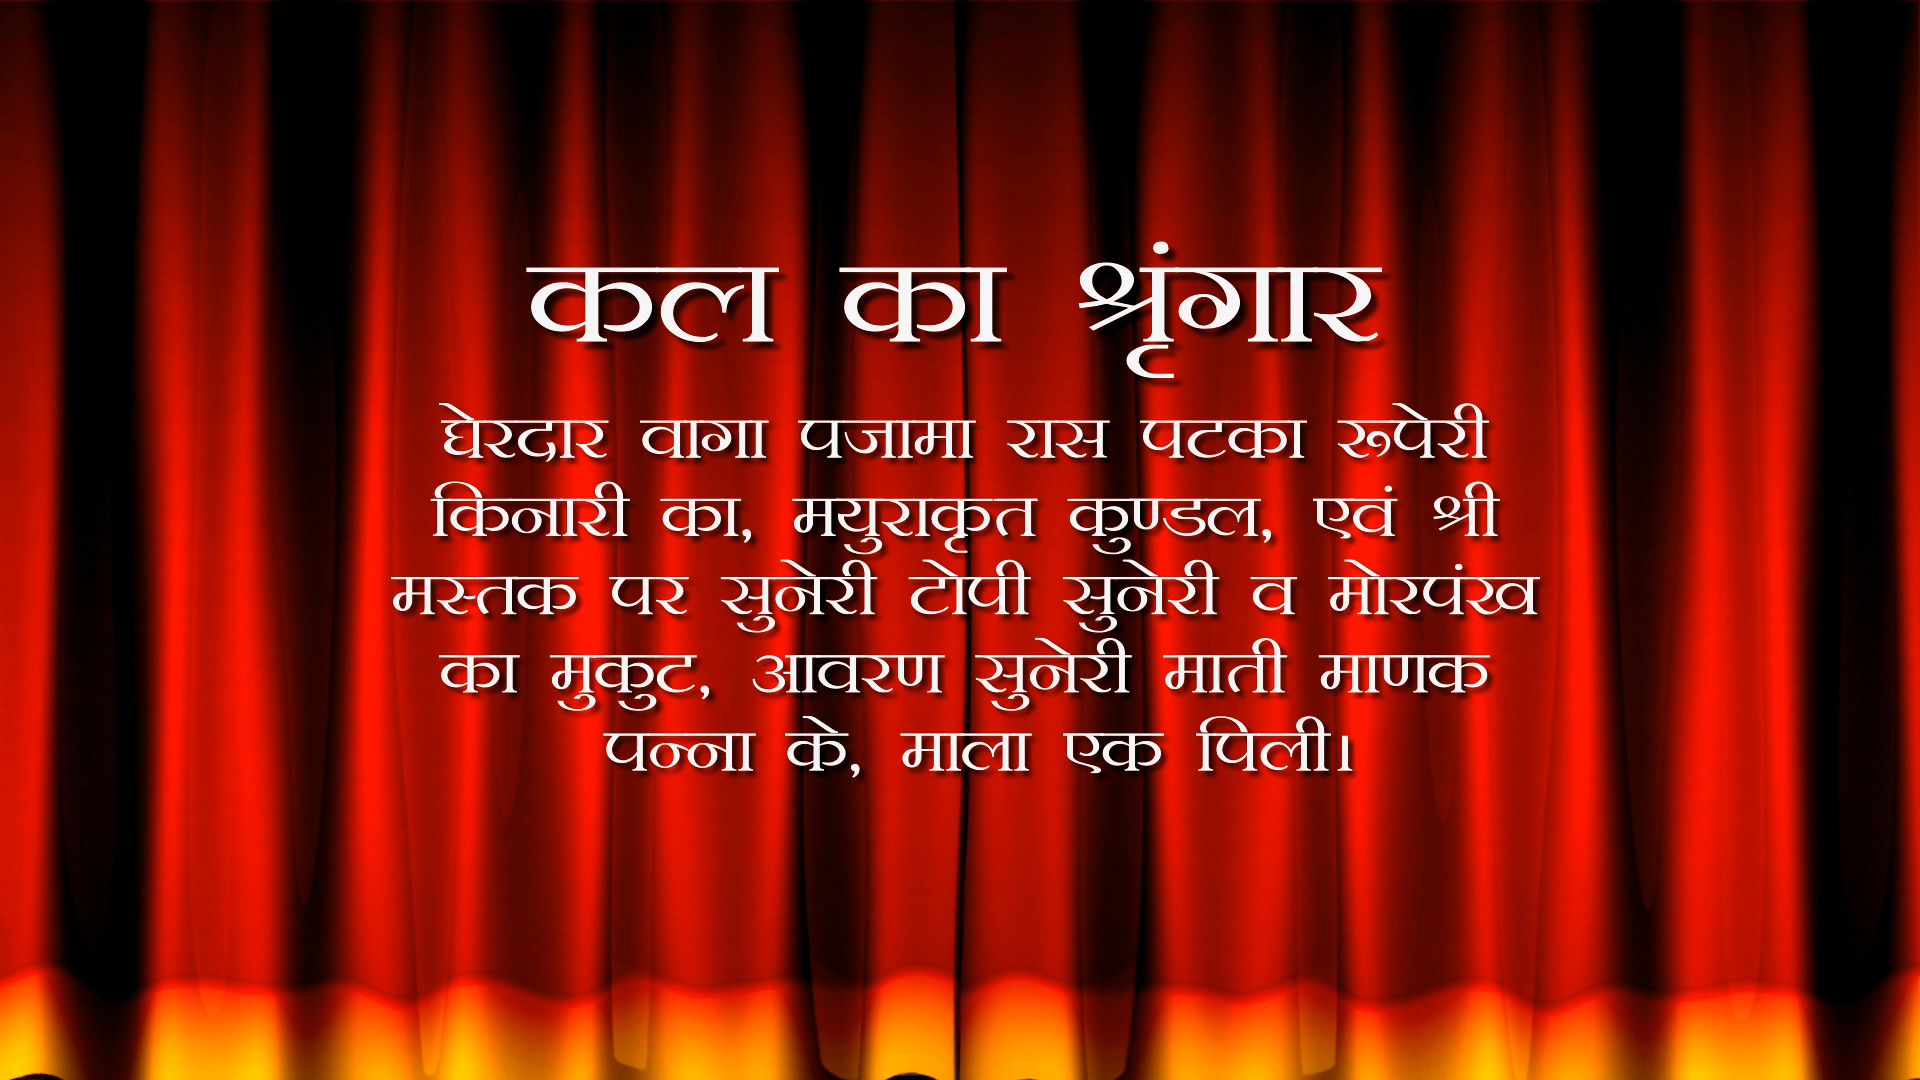 कल का श्रृंगार
घेरदार वागा पजामा रास पटका रूपेरी
किनारी का, मयुराकृत कुण्डल, एवं श्री
मस्तक पर सुनेरी टोपी सुनेरी व मोरपंख
का मुकुट, आवरण सुनेरी माती माणक
पन्ना के, माला एक पिली।